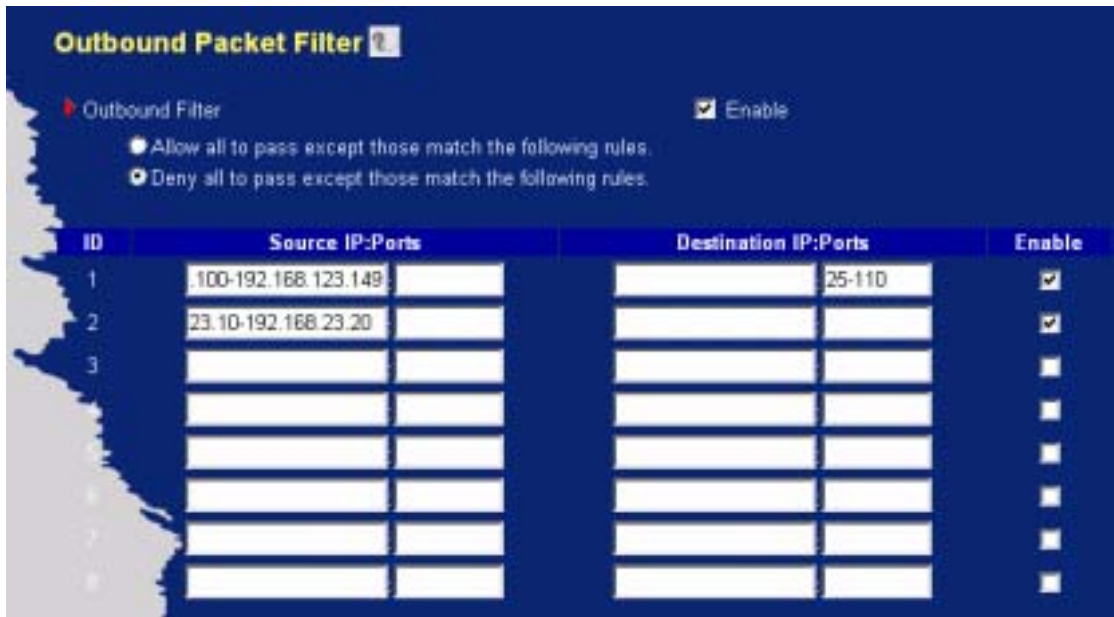 Outbound Packet Filter
Outbound Filter Enable
Allow all to pass except those match the following rules.
Deny all to pass except those match the following rules.
ID Source IP:Ports Destination IP:Ports Enable
1 .100-192.168.123.149 25-110
2 23.10-192.168.23.20
3